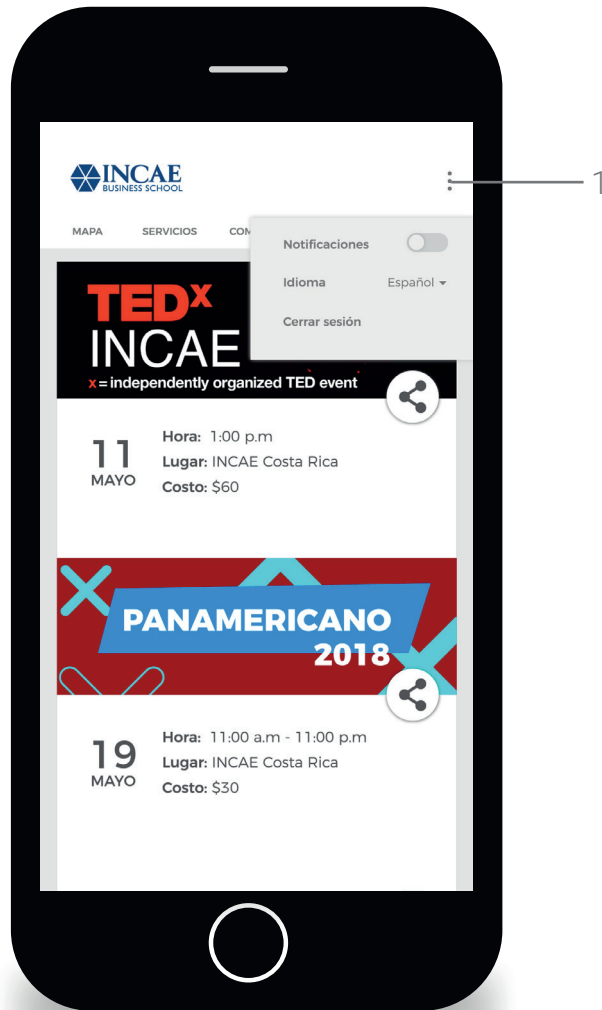 INCAE
BUSINESS SCHOOL
1
MAPA SERVICIOS
Notificaciones
Idioma Español
Cerrar sesión
TEDx
INCAE
x = independently organized TED event
11
MAYO
Hora: 1:00 p.m
Lugar: INCAE Costa Rica
Costo: $60
PANAMERICANO
2018
19
MAYO
Hora: 11:00 a.m - 11:00 p.m
Lugar: INCAE Costa Rica
Costo: $30